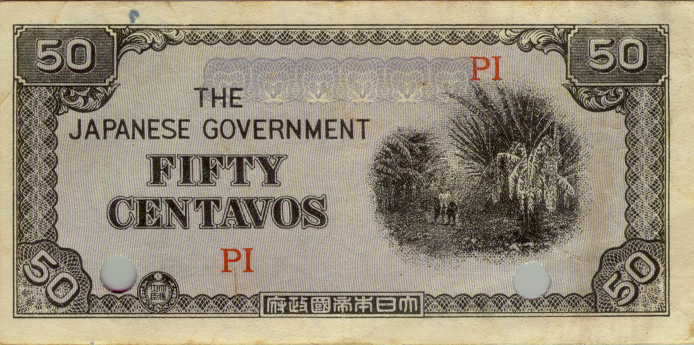 50 50
PI
THE
JAPANESE GOVERNMENT
FIFTY
CENTAVOS
PI
50 50
府政國帝本日大